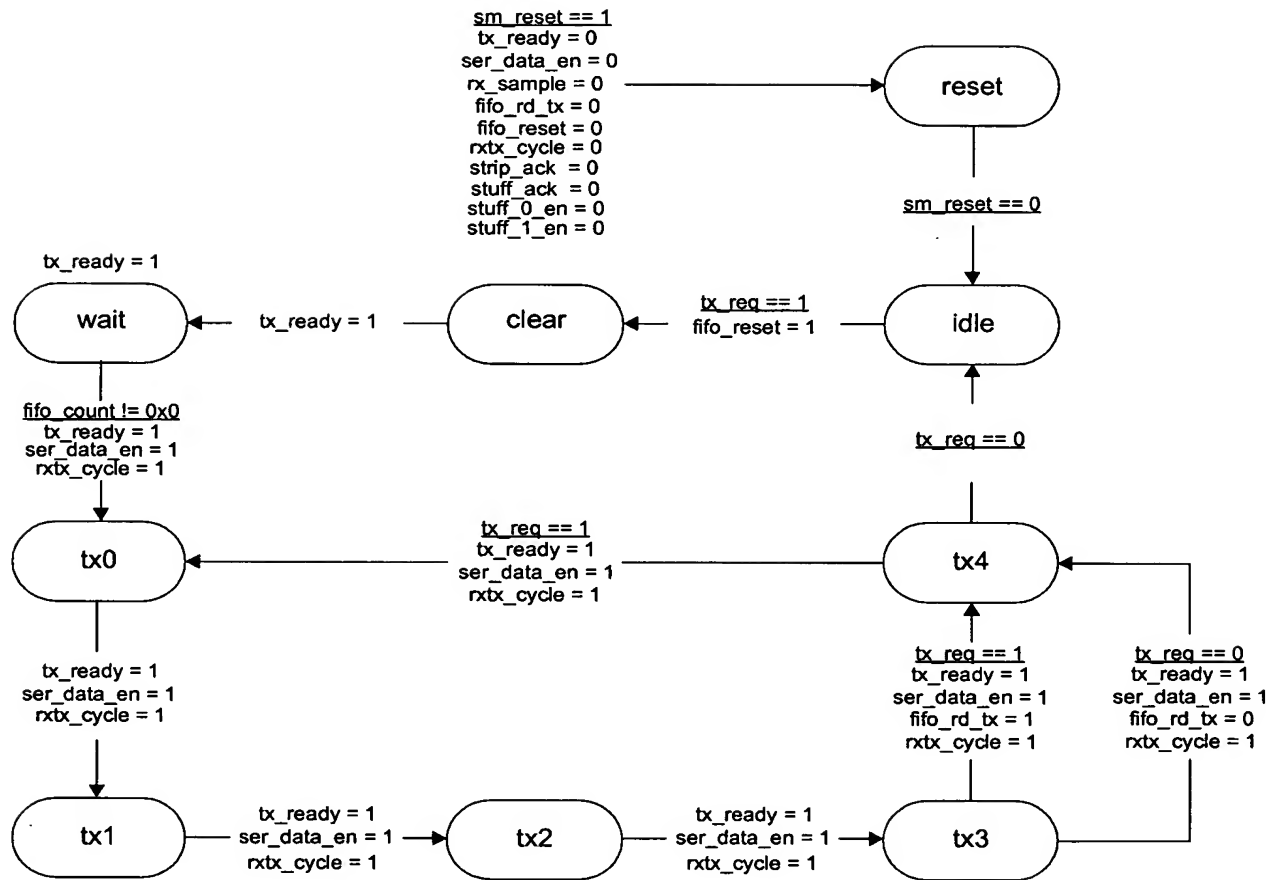 sm_reset == 1
tx_ready = 0
ser_data_en = 0
rx_sample = 0
fifo_rd_tx = 0
fifo_reset = 0
rxtx_cycle = 0
strip_ack = 0
stuff_ack = 0
stuff_0_en = 0
stuff_1_en = 0
reset
sm_reset == 0
tx_ready = 1
wait
tx_ready = 1
clear
tx_req == 1
fifo_reset = 1
idle
fifo_count != 0x0
tx_ready = 1
ser_data_en = 1
rxtx_cycle = 1
tx_req == 0
tx0
tx_req == 1
tx_ready = 1
ser_data_en = 1
rxtx_cycle = 1
tx4
tx_ready = 1
ser_data_en = 1
rxtx_cycle = 1
tx_req == 1
tx_ready = 1
ser_data_en = 1
fifo_rd_tx = 1
rxtx_cycle = 1
tx_req == 0
tx_ready = 1
ser_data_en = 1
fifo_rd_tx = 0
rxtx_cycle = 1
tx1
tx_ready = 1
ser_data_en = 1
rxtx_cycle = 1
tx2
tx_ready = 1
ser_data_en = 1
rxtx_cycle = 1
tx3